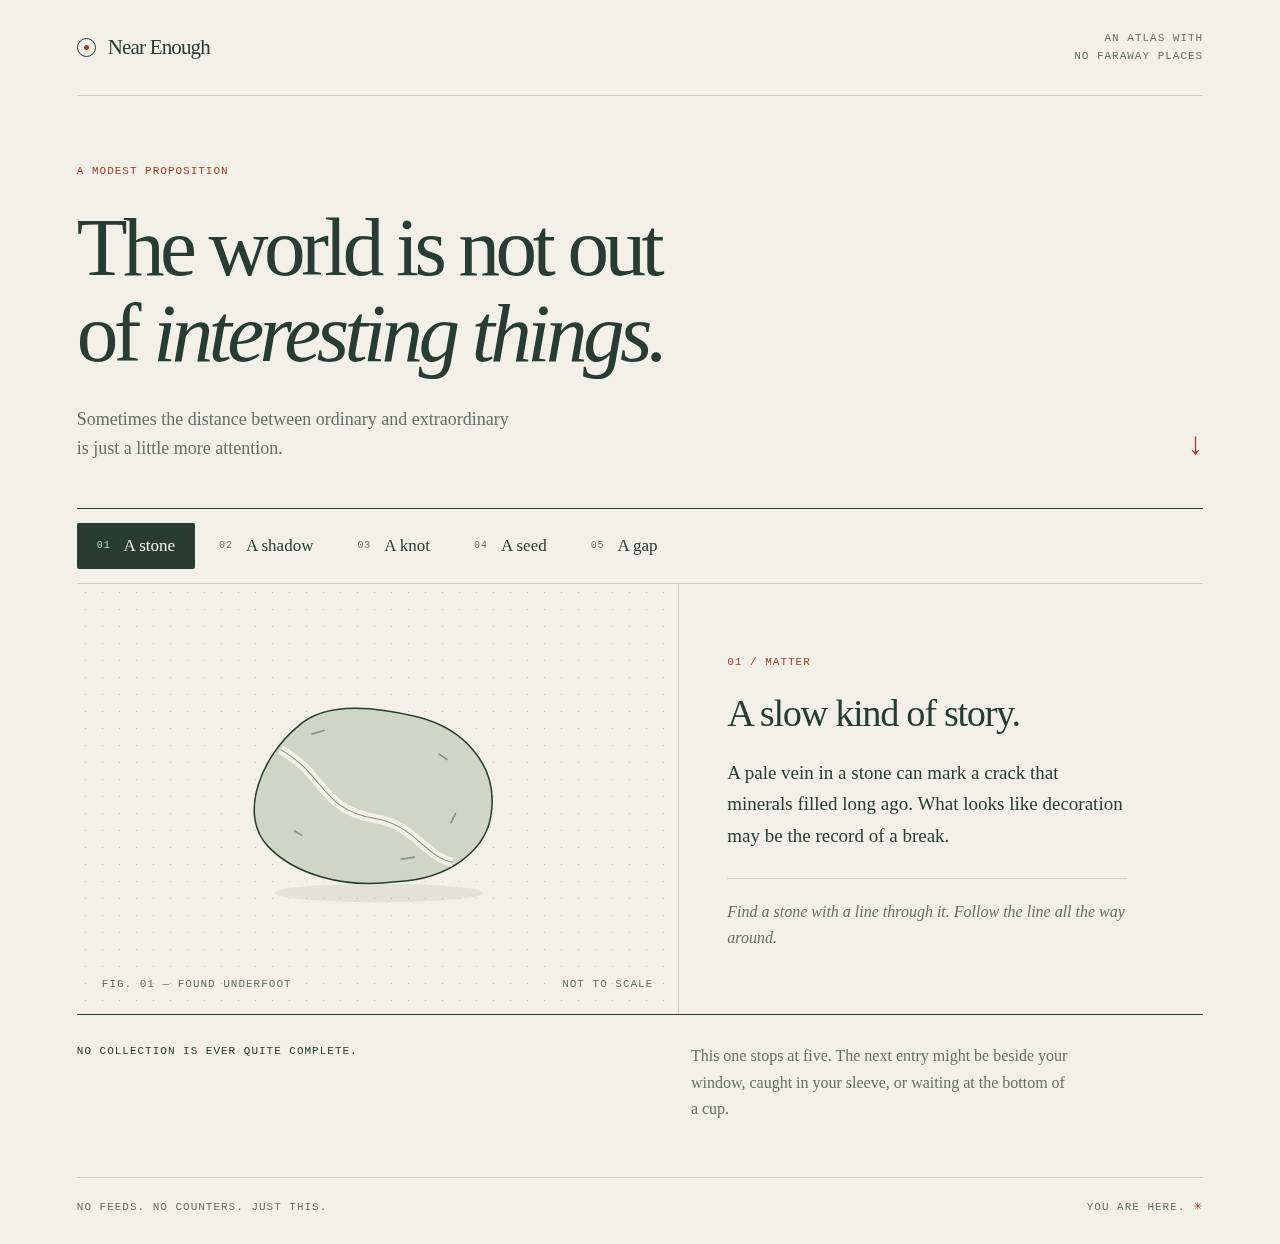 Near Enough
AN ATLAS WITH
NO FARAWAY PLACES
A MODEST PROPOSITION
The world is not out
of interesting things.
Sometimes the distance between ordinary and extraordinary
is just a little more attention.
↓
01 A stone
02 A shadow
03 A knot
04 A seed
05 A gap
01 / MATTER
A slow kind of story.
A pale vein in a stone can mark a crack that
minerals filled long ago. What looks like decoration
may be the record of a break.
Find a stone with a line through it. Follow the line all the way
around.
FIG. 01 — FOUND UNDERFOOT
NOT TO SCALE
NO COLLECTION IS EVER QUITE COMPLETE.
This one stops at five. The next entry might be beside your
window, caught in your sleeve, or waiting at the bottom of
a cup.
NO FEEDS. NO COUNTERS. JUST THIS.
YOU ARE HERE. ✳